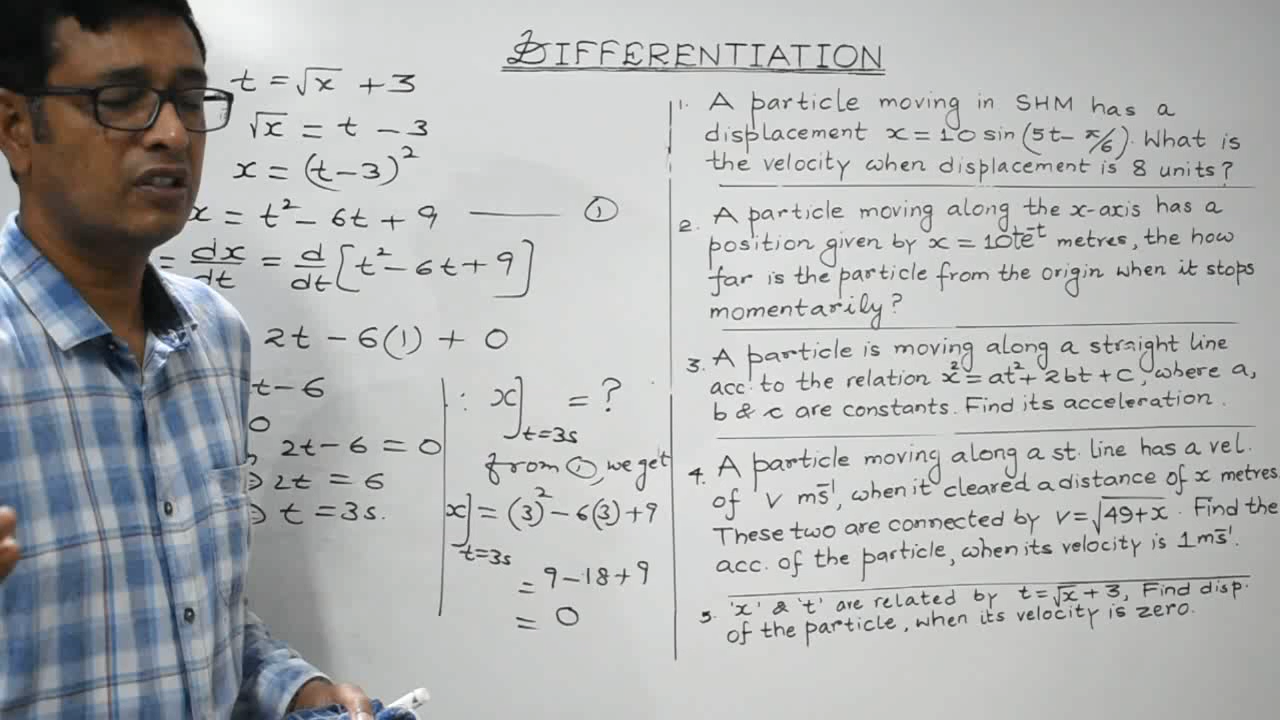 DIFFERENTIATION
t = √x + 3
√x = t - 3
x = (t-3)²
x = t² - 6t + 9 ——— ①
= dx/dt = d/dt [t² - 6t + 9]
2t - 6(1) + 0
t - 6
0
2t - 6 = 0
⇒ 2t = 6
⇒ t = 3s.
∴ x]t=3s = ?
from ①, we get
x]t=3s = (3)² - 6(3) + 9
= 9 - 18 + 9
= 0
1. A particle moving in SHM has a
displacement x = 10 sin(5t - π/6). What is
the velocity when displacement is 8 units?
2. A particle moving along the x-axis has a
position given by x = 10te⁻ᵗ metres, the how
far is the particle from the origin when it stops
momentarily?
3. A particle is moving along a straight line
acc. to the relation x² = at² + 2bt + c, where a,
b & c are constants. Find its acceleration.
4. A particle moving along a st. line has a vel.
of V ms⁻¹, when it cleared a distance of x metres.
These two are connected by v = √49+x. Find the
acc. of the particle, when its velocity is 1ms⁻¹.
5. 'x' & 't' are related by t = √x + 3, Find disp.
of the particle, when its velocity is zero.